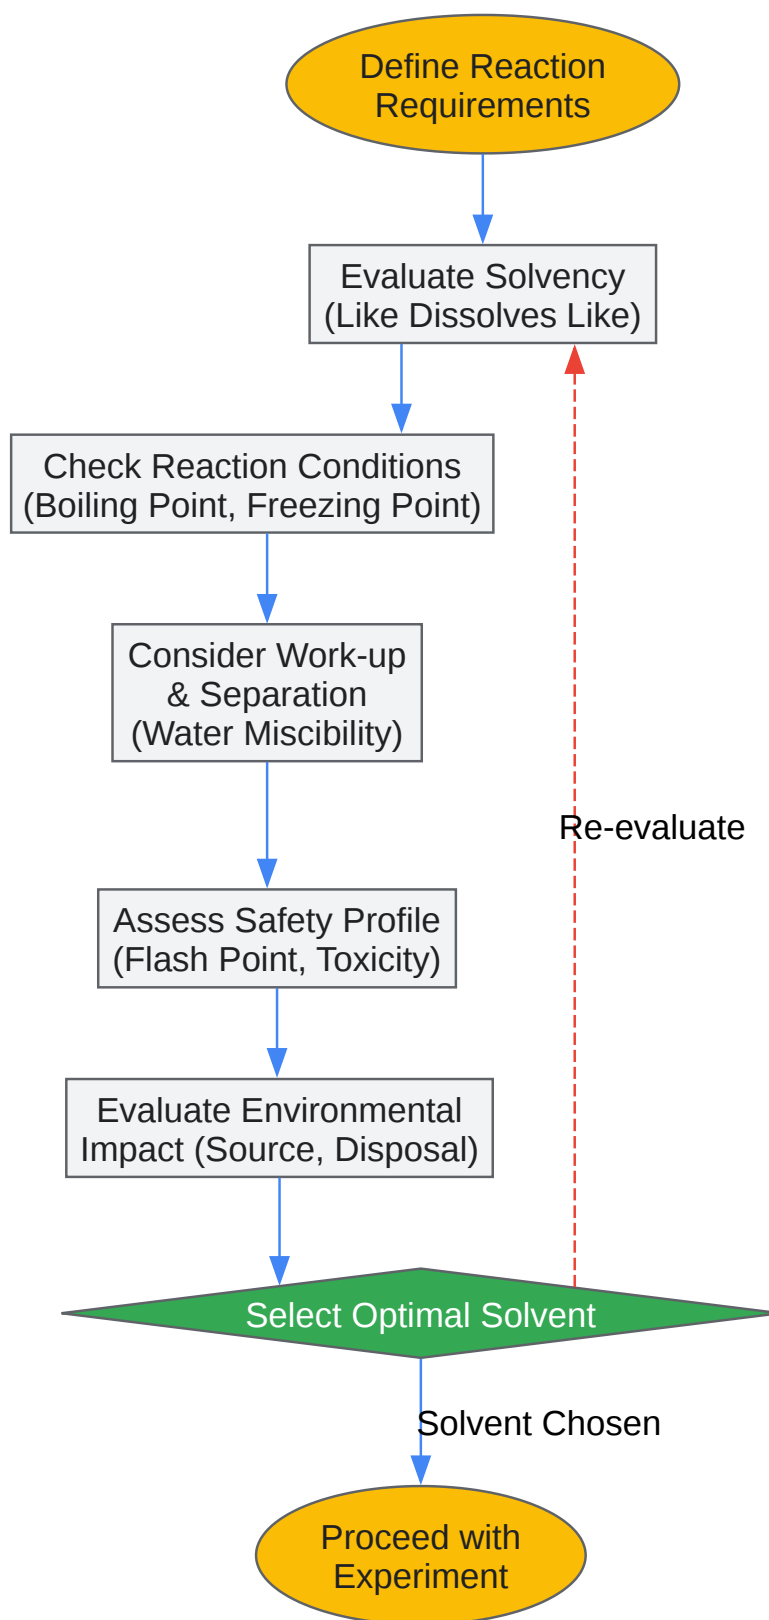 Define Reaction
Requirements
Evaluate Solvency
(Like Dissolves Like)
Check Reaction Conditions
(Boiling Point, Freezing Point)
Consider Work-up
& Separation
(Water Miscibility)
Re-evaluate
Assess Safety Profile
(Flash Point, Toxicity)
Evaluate Environmental
Impact (Source, Disposal)
Select Optimal Solvent
Solvent Chosen
Proceed with
Experiment